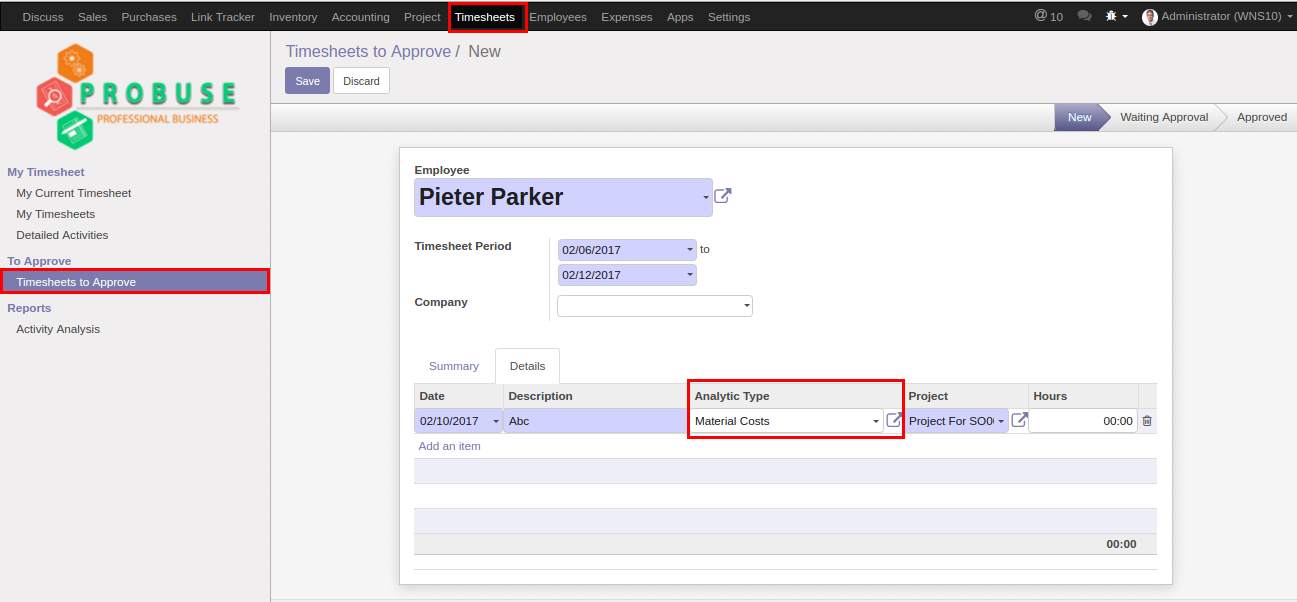 Discuss Sales Purchases Link Tracker Inventory Accounting Project Timesheets Employees Expenses Apps Settings @ 10 Administrator (WNS10)
PROBUSE
PROFESSIONAL BUSINESS
My Timesheet
My Current Timesheet
My Timesheets
Detailed Activities
To Approve
Timesheets to Approve
Reports
Activity Analysis
Timesheets to Approve / New
Save Discard
New Waiting Approval Approved
Employee
Pieter Parker
Timesheet Period 02/06/2017 to
02/12/2017
Company
Summary Details
Date Description Analytic Type Project Hours
02/10/2017 Abc Material Costs Project For SO0 00:00
Add an item
00:00